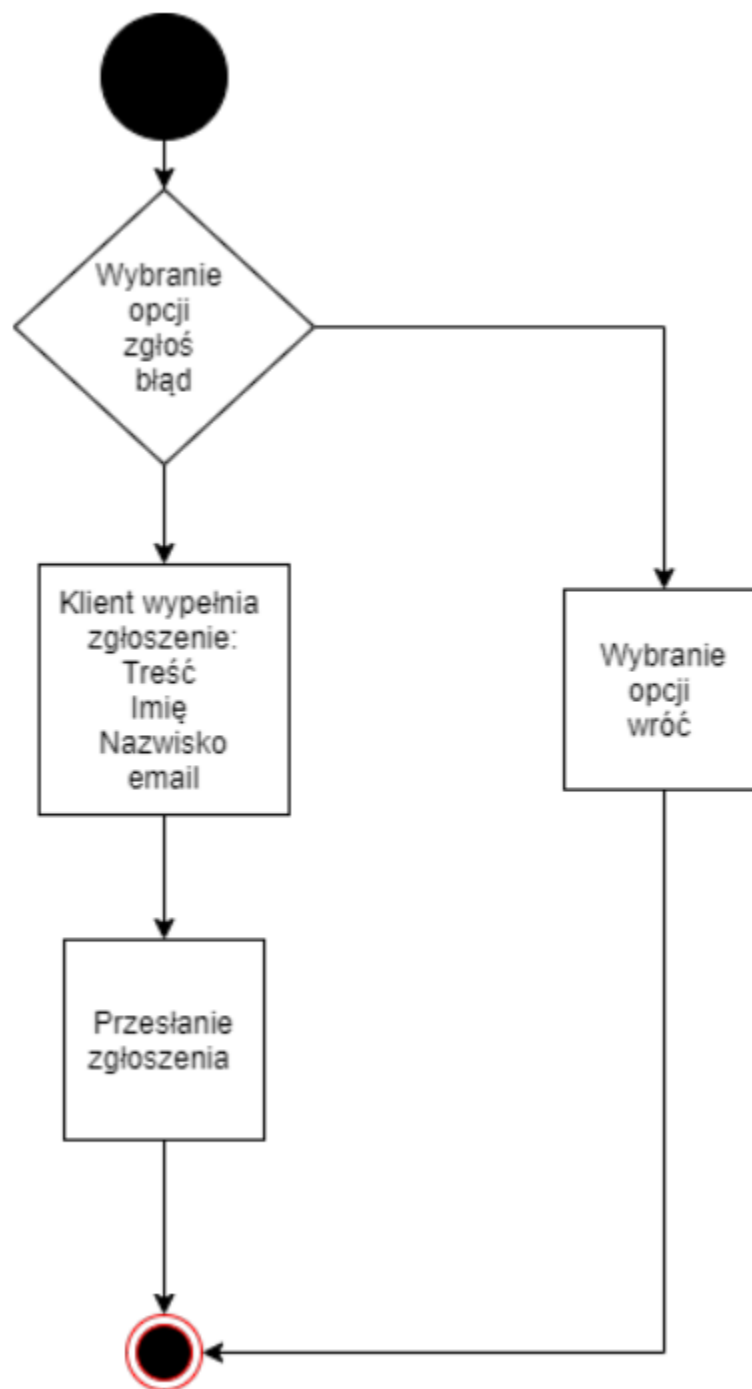 Wybranie
opcji
zgłoś
błąd
Klient wypełnia
zgłoszenie:
Treść
Imię
Nazwisko
email
Wybranie
opcji
wróć
Przesłanie
zgłoszenia